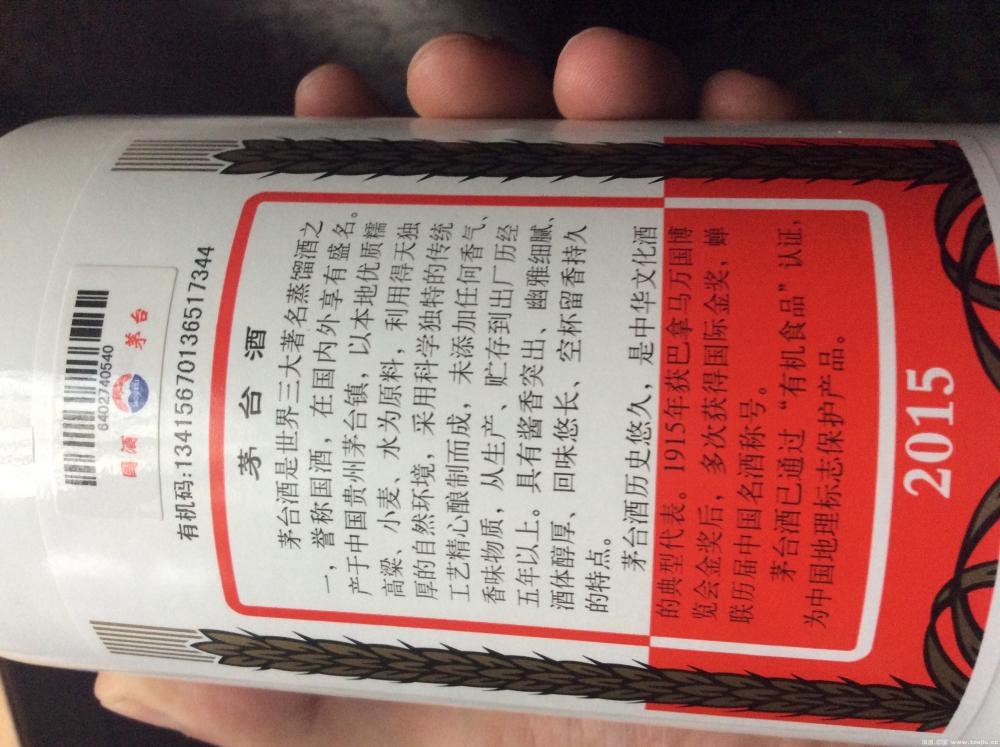 6402740540
国酒 茅台
有机码:13415670136517344
茅台酒
茅台酒是世界三大著名蒸馏酒之
一，誉称国酒，在国内外享有盛名。
产于中国贵州茅台镇，以本地优质糯
高粱、小麦、水为原料，利用得天独
厚的自然环境，采用科学独特的传统
工艺精心酿制而成，未添加任何香气、
香味物质，从生产、贮存到出厂历经
五年以上。具有酱香突出、幽雅细腻、
酒体醇厚、回味悠长、空杯留香持久
的特点。
茅台酒历史悠久，是中华文化酒
的典型代表。1915年获巴拿马万国博
览会金奖后，多次获得国际金奖，蝉
联历届中国名酒称号。
茅台酒已通过“有机食品”认证，
为中国地理标志保护产品。
2015